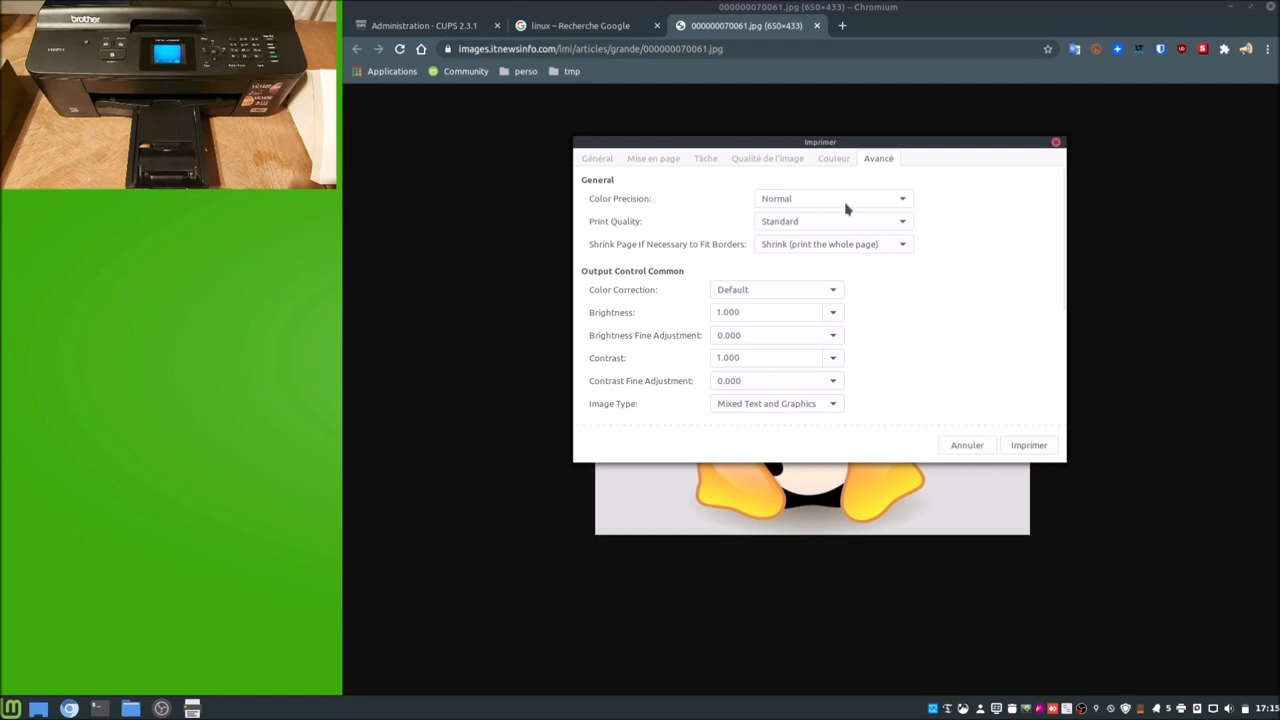 brother
000000070061.jpg (650×433) – Chromium
Administration - CUPS 2.3.1
linux – Recherche Google
000000070061.jpg (650×433)
images.itnewsinfo.com/lmi/articles/grande/000000070061.jpg
Applications
Community
perso
tmp
Imprimer
Général
Mise en page
Tâche
Qualité de l'image
Couleur
Avancé
General
Color Precision:
Normal
Print Quality:
Standard
Shrink Page If Necessary to Fit Borders:
Shrink (print the whole page)
Output Control Common
Color Correction:
Default
Brightness:
1.000
Brightness Fine Adjustment:
0.000
Contrast:
1.000
Contrast Fine Adjustment:
0.000
Image Type:
Mixed Text and Graphics
Annuler
Imprimer
17:15